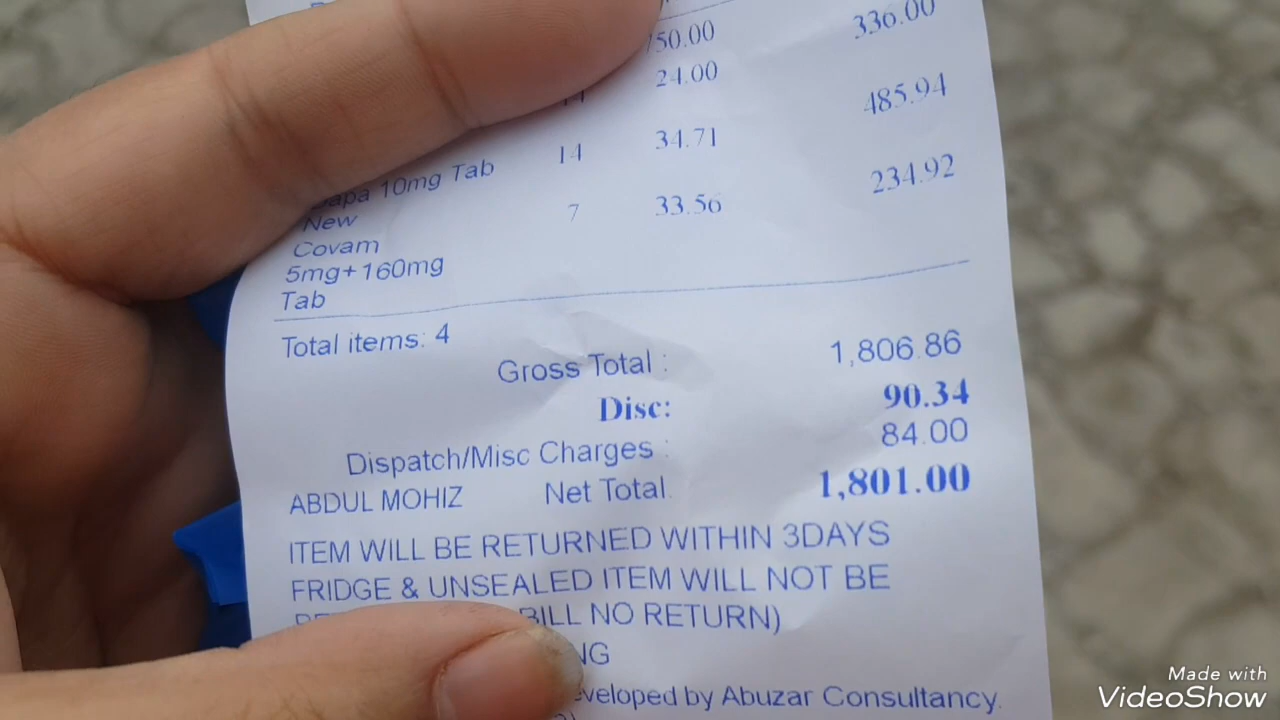 750.00 336.00
14 24.00
10mg Tab 14 34.71 485.94
New
Covam 7 33.56 234.92
5mg+160mg
Tab
Total items: 4
Gross Total : 1,806.86
Disc: 90.34
Dispatch/Misc Charges : 84.00
ABDUL MOHIZ Net Total. 1,801.00
ITEM WILL BE RETURNED WITHIN 3DAYS
FRIDGE & UNSEALED ITEM WILL NOT BE
BILL NO RETURN)
by Abuzar Consultancy.
Made with
VideoShow